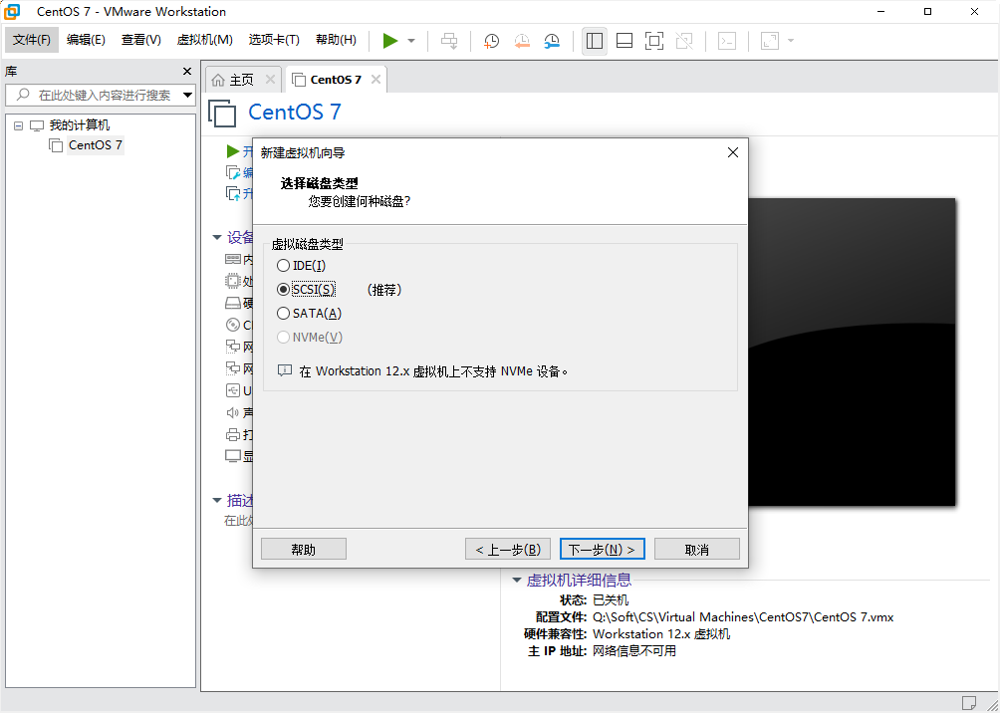 CentOS 7 - VMware Workstation
文件(F) 编辑(E) 查看(V) 虚拟机(M) 选项卡(T) 帮助(H)
库
在此处键入内容进行搜索
我的计算机
CentOS 7
主页 CentOS 7
CentOS 7
开
编
升
设备
内
处
硬
C
网
网
U
声
打
显
描述
在此处
新建虚拟机向导
选择磁盘类型
您要创建何种磁盘?
虚拟磁盘类型
IDE(I)
SCSI(S) (推荐)
SATA(A)
NVMe(V)
在 Workstation 12.x 虚拟机上不支持 NVMe 设备。
帮助 < 上一步(B) 下一步(N) > 取消
虚拟机详细信息
状态: 已关机
配置文件: Q:\Soft\CS\Virtual Machines\CentOS7\CentOS 7.vmx
硬件兼容性: Workstation 12.x 虚拟机
主 IP 地址: 网络信息不可用